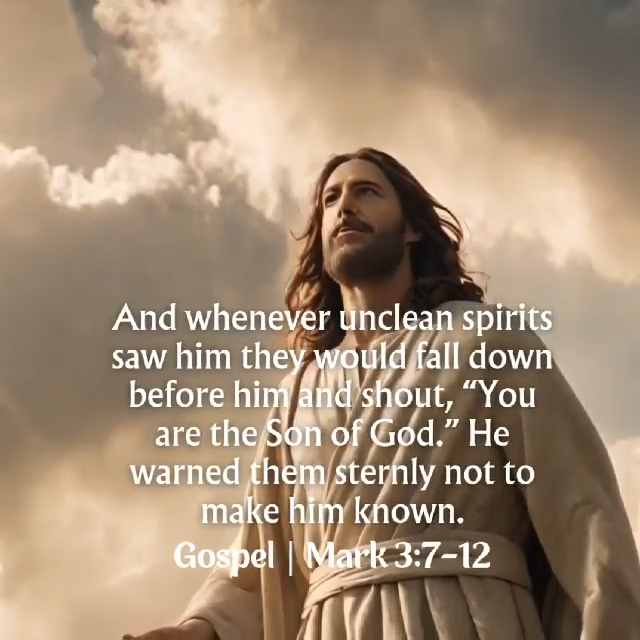 And whenever unclean spirits
saw him they would fall down
before him and shout, “You
are the Son of God.” He
warned them sternly not to
make him known.
Gospel | Mark 3:7-12